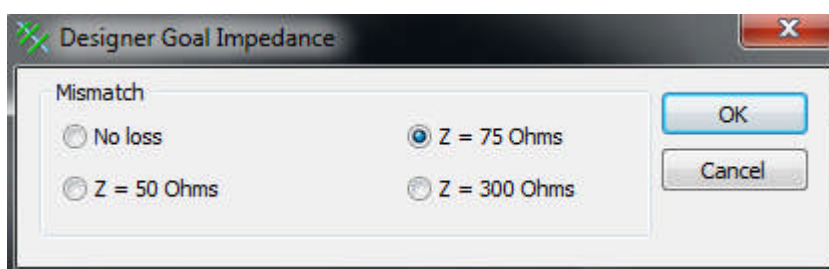 Designer Goal Impedance
Mismatch
No loss
Z = 75 Ohms
OK
Z = 50 Ohms
Z = 300 Ohms
Cancel